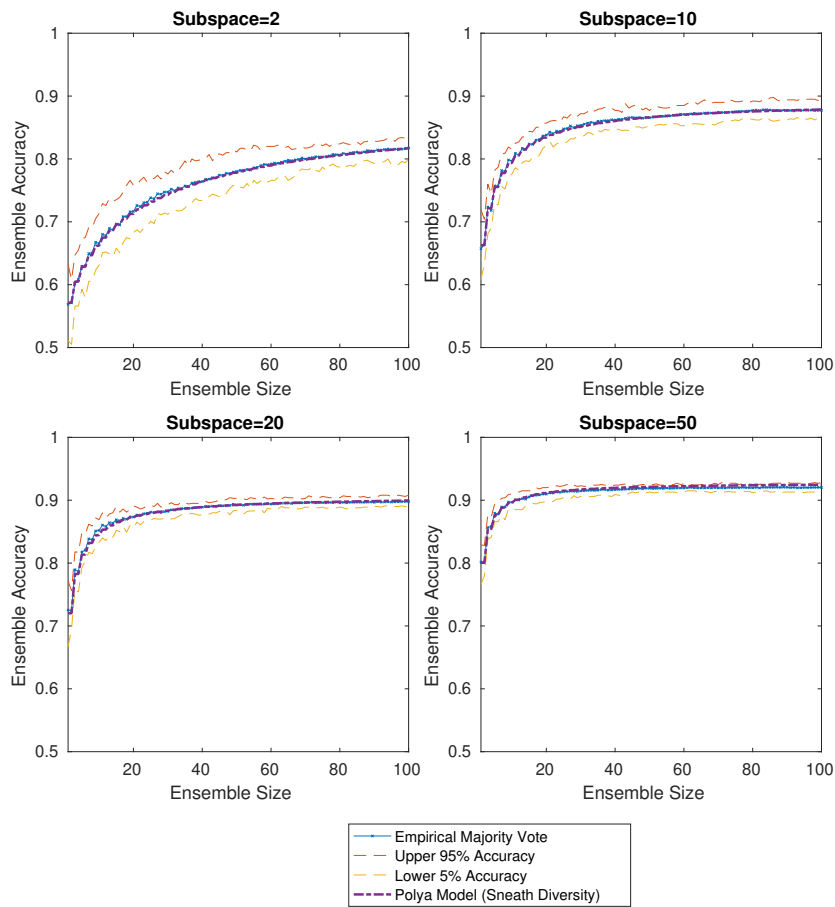 Subspace=2
1
0.9
0.8
0.7
0.6
0.5
Ensemble Accuracy
20 40 60 80 100
Ensemble Size
Subspace=10
1
0.9
0.8
0.7
0.6
0.5
Ensemble Accuracy
20 40 60 80 100
Ensemble Size
Subspace=20
1
0.9
0.8
0.7
0.6
0.5
Ensemble Accuracy
20 40 60 80 100
Ensemble Size
Subspace=50
1
0.9
0.8
0.7
0.6
0.5
Ensemble Accuracy
20 40 60 80 100
Ensemble Size
Empirical Majority Vote
Upper 95% Accuracy
Lower 5% Accuracy
Polya Model (Sneath Diversity)